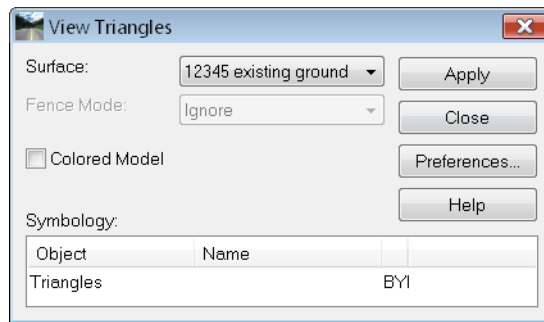 View Triangles
Surface: 12345 existing ground Apply
Fence Mode: Ignore Close
Colored Model Preferences...
Help
Symbology:
Object Name
Triangles BYl